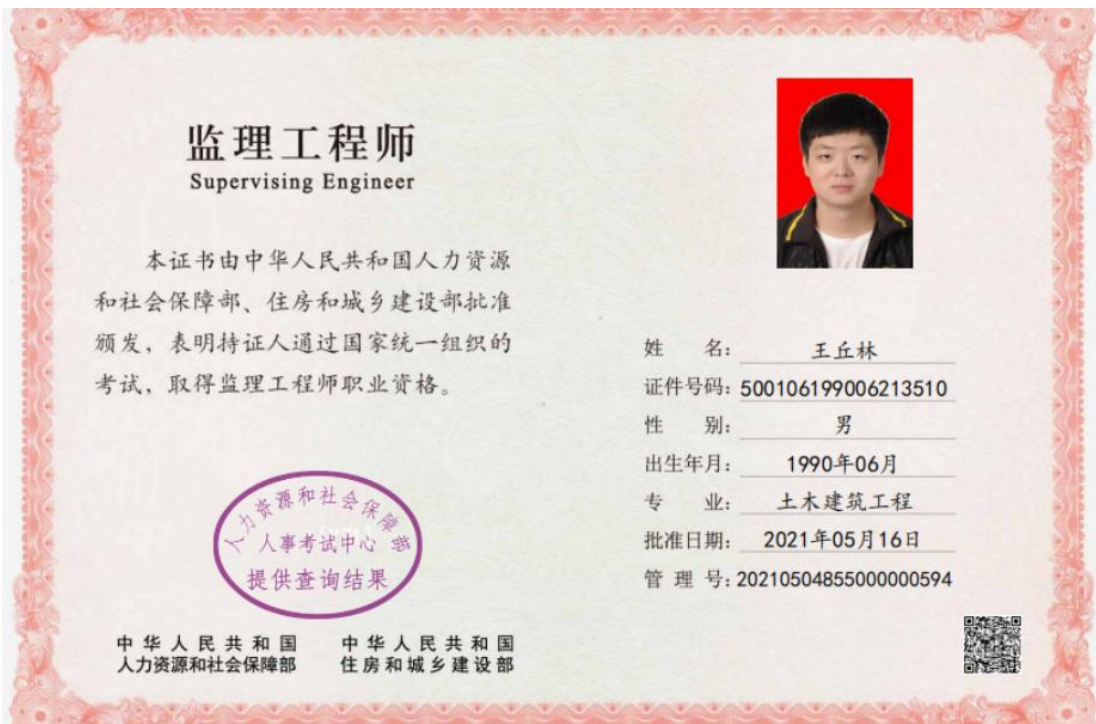 监理工程师
Supervising Engineer
本证书由中华人民共和国人力资源
和社会保障部、住房和城乡建设部批准
颁发，表明持证人通过国家统一组织的
考试，取得监理工程师职业资格。
人力资源和社会保障部
人事考试中心
提供查询结果
中华人民共和国
人力资源和社会保障部
中华人民共和国
住房和城乡建设部
姓 名： 王丘林
证件号码： 500106199006213510
性 别： 男
出生年月： 1990年06月
专 业： 土木建筑工程
批准日期： 2021年05月16日
管 理 号： 20210504855000000594